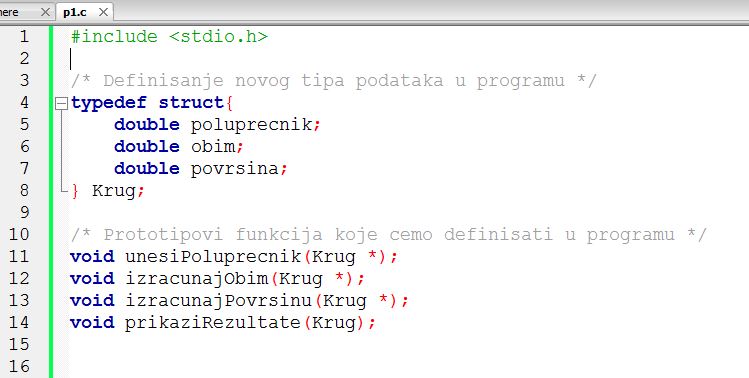 here
p1.c
1 #include <stdio.h>
2
3 /* Definisanje novog tipa podataka u programu */
4 typedef struct{
5 double poluprecnik;
6 double obim;
7 double povrsina;
8 } Krug;
9
10 /* Prototipovi funkcija koje cemo definisati u programu */
11 void unesiPoluprecnik(Krug *);
12 void izracunajObim(Krug *);
13 void izracunajPovrsinu(Krug *);
14 void prikaziRezultate(Krug);
15
16